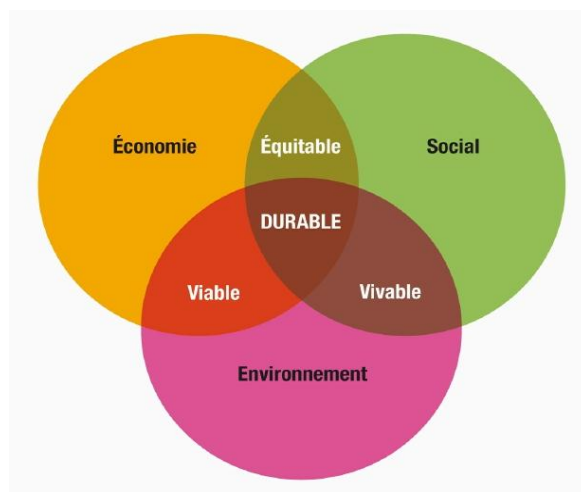 Économie
Équitable
Social
DURABLE
Viable
Vivable
Environnement